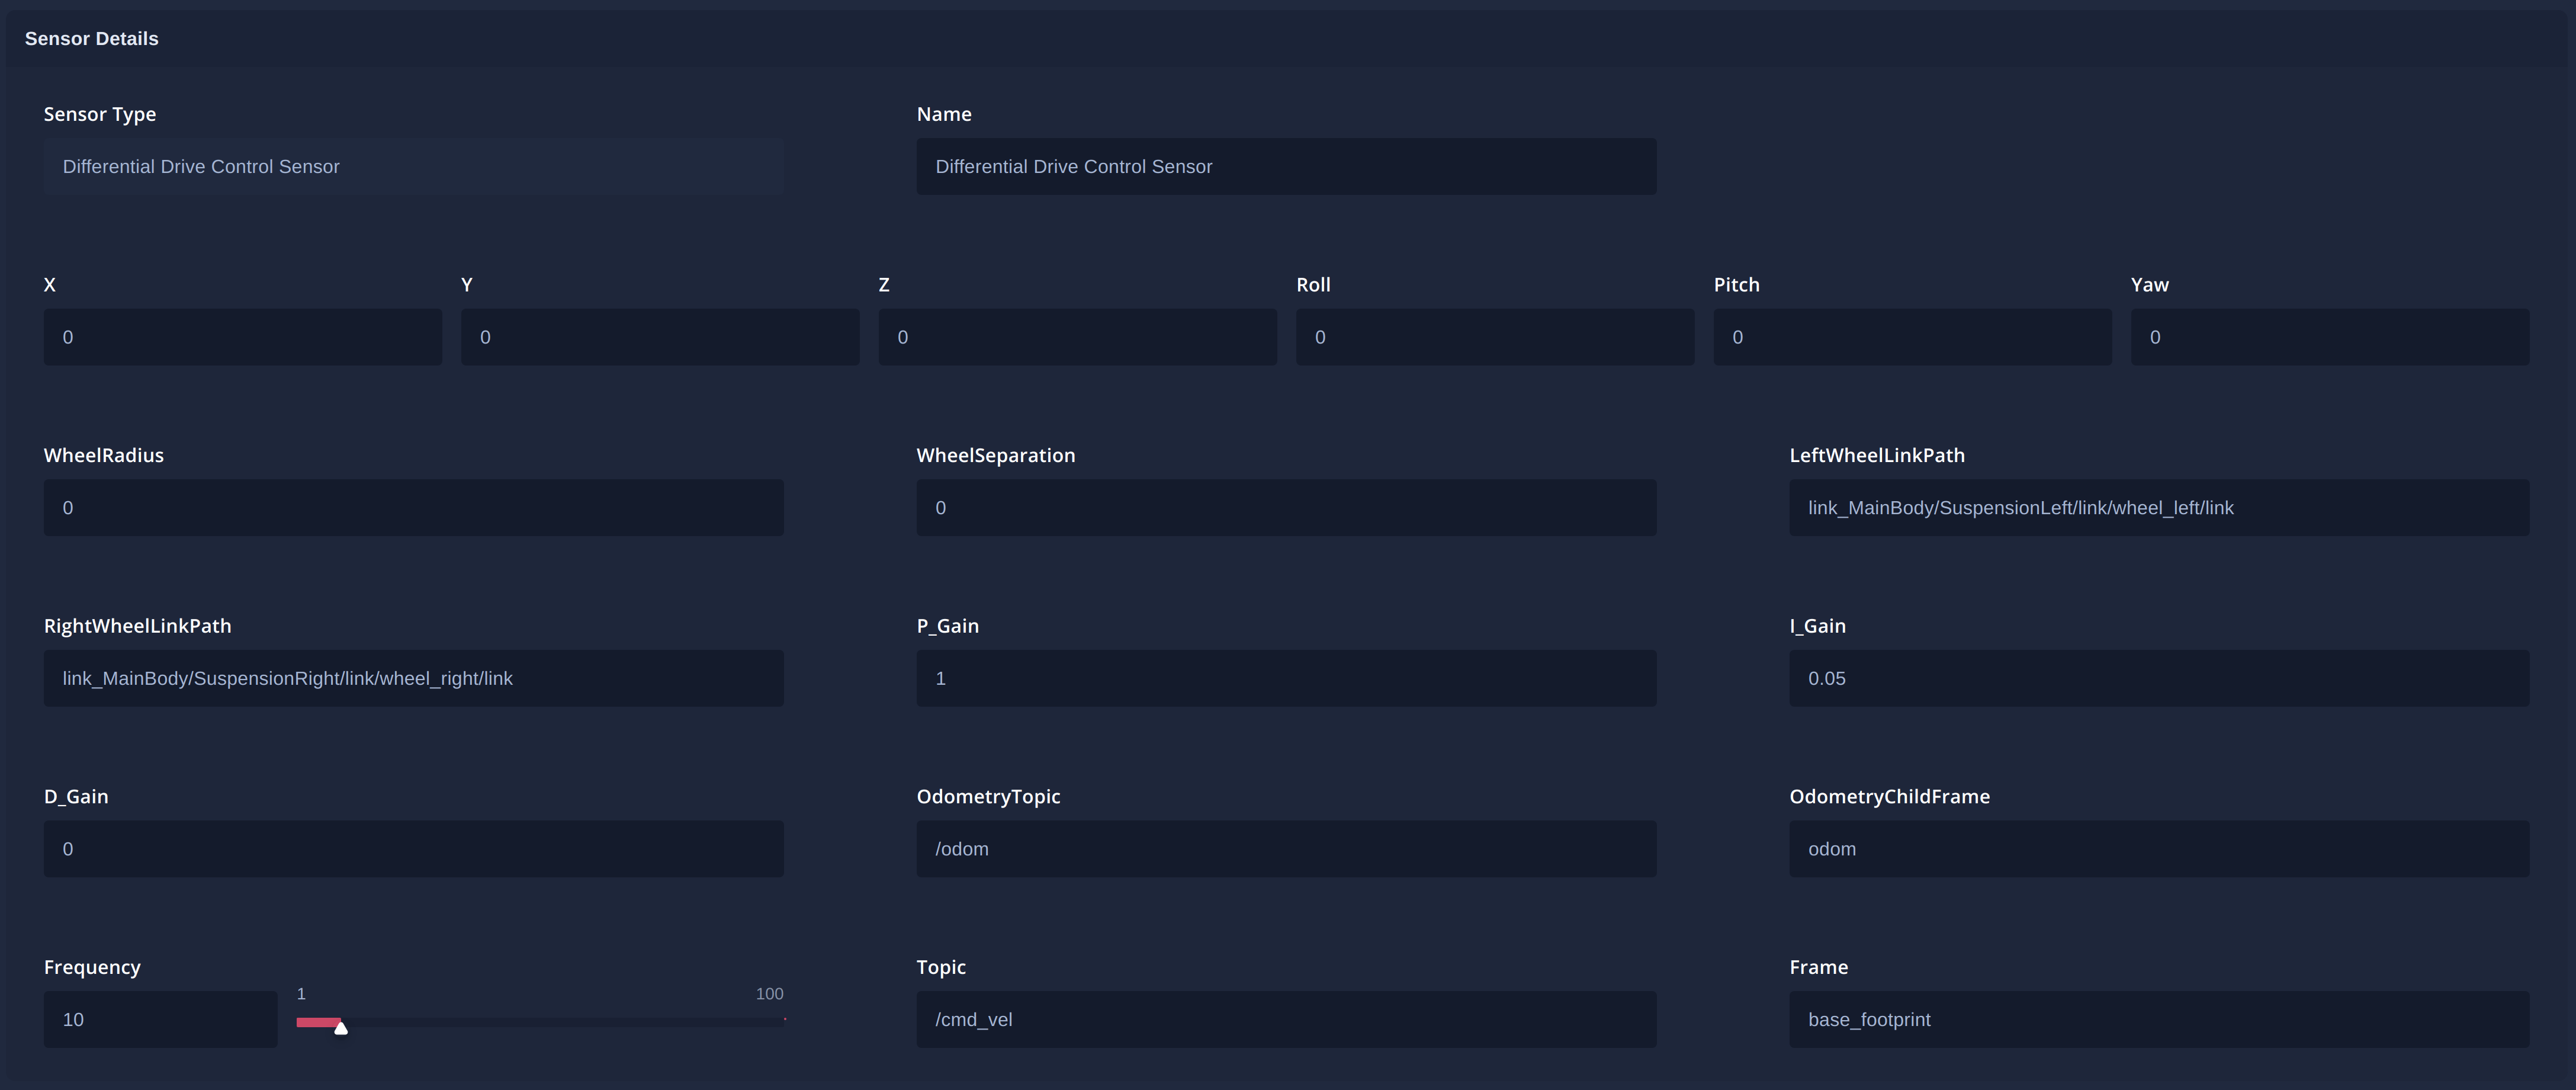 Sensor Details
Sensor Type
Name
Differential Drive Control Sensor
Differential Drive Control Sensor
X
Y
Z
Roll
Pitch
Yaw
0
0
0
0
0
0
WheelRadius
WheelSeparation
LeftWheelLinkPath
0
0
link_MainBody/SuspensionLeft/link/wheel_left/link
RightWheelLinkPath
P_Gain
I_Gain
link_MainBody/SuspensionRight/link/wheel_right/link
1
0.05
D_Gain
OdometryTopic
OdometryChildFrame
0
/odom
odom
Frequency
Topic
Frame
1
100
10
/cmd_vel
base_footprint